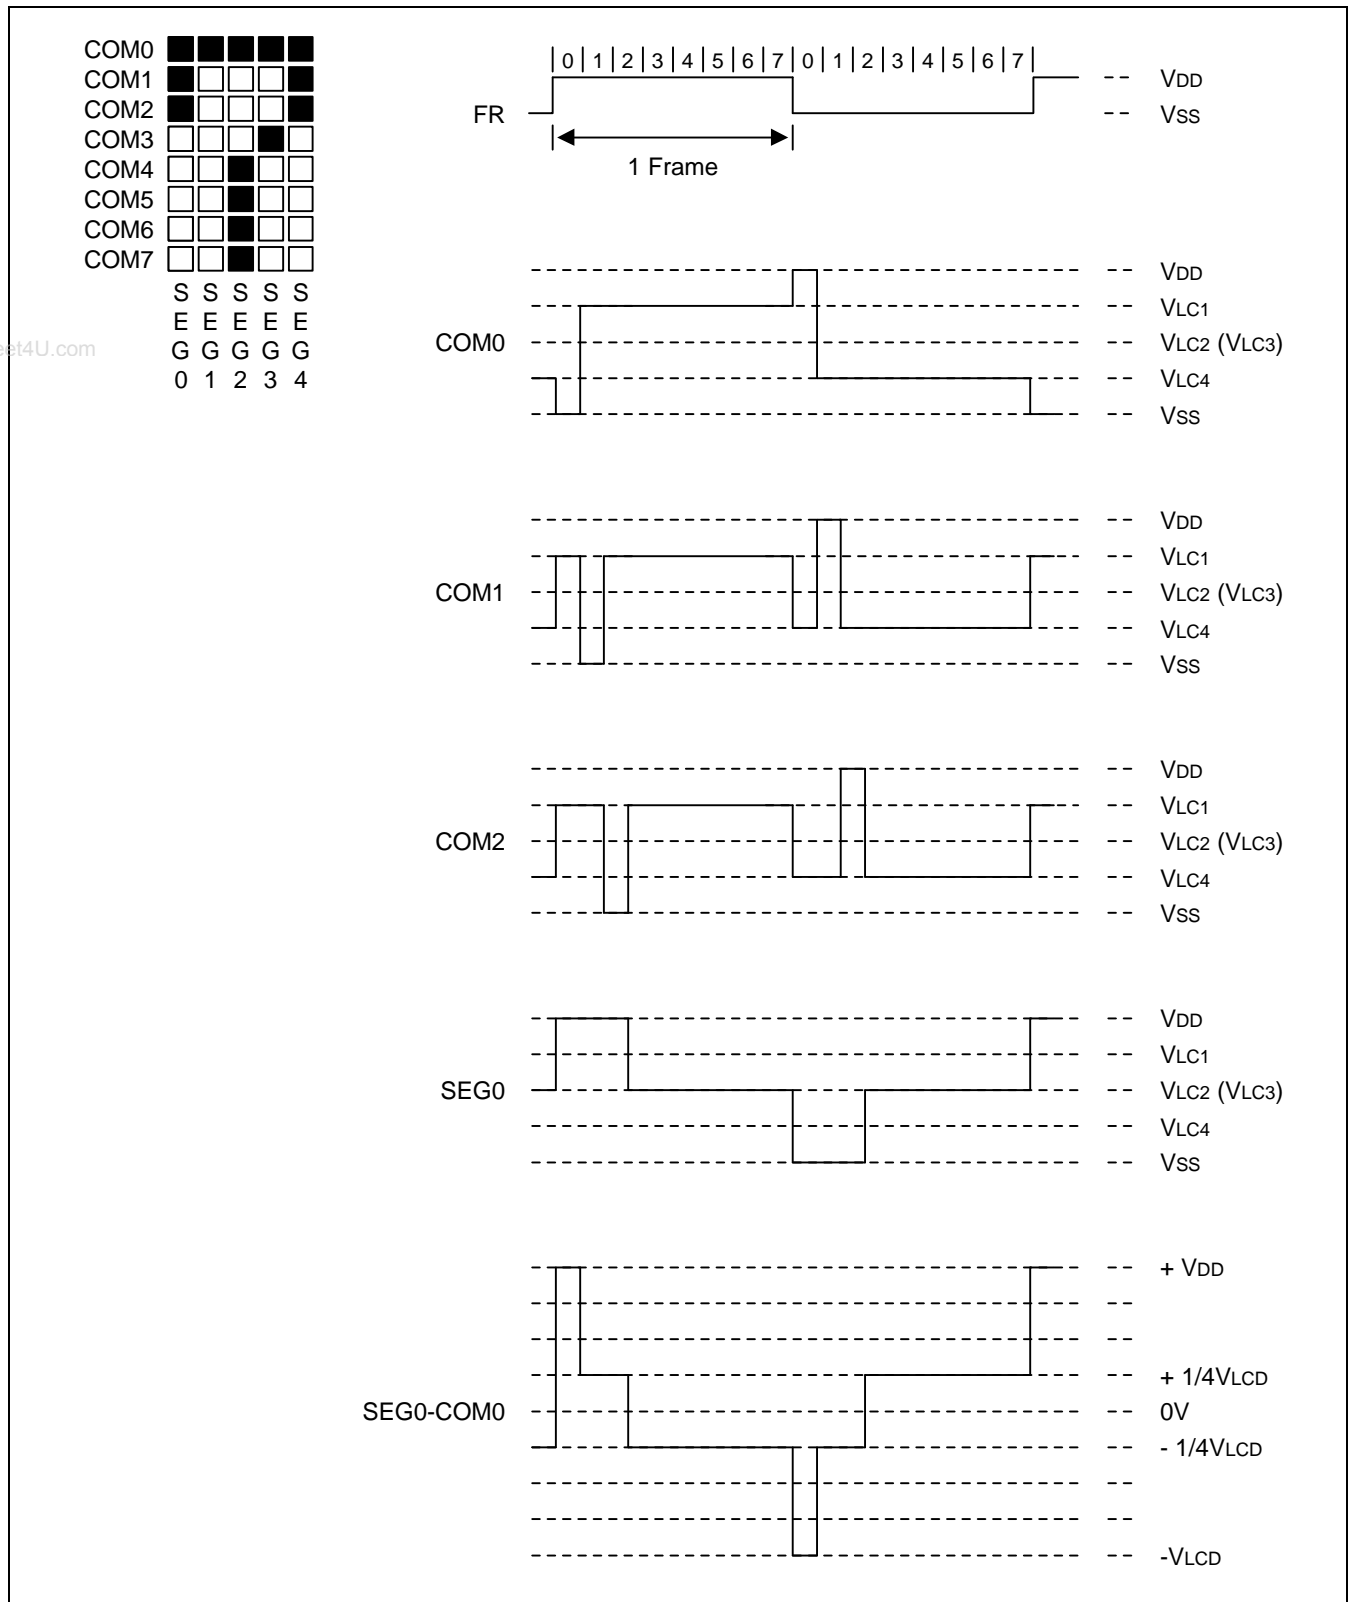 COM0
COM1
COM2
COM3
COM4
COM5
COM6
COM7
S S S S S
E E E E E
G G G G G
0 1 2 3 4
et4U.com
0 1 2 3 4 5 6 7 0 1 2 3 4 5 6 7
FR
VDD
VSS
1 Frame
COM0
VDD
VLC1
VLC2 (VLC3)
VLC4
VSS
COM1
VDD
VLC1
VLC2 (VLC3)
VLC4
VSS
COM2
VDD
VLC1
VLC2 (VLC3)
VLC4
VSS
SEG0
VDD
VLC1
VLC2 (VLC3)
VLC4
VSS
SEG0-COM0
+ VDD
+ 1/4VLCD
0V
- 1/4VLCD
-VLCD